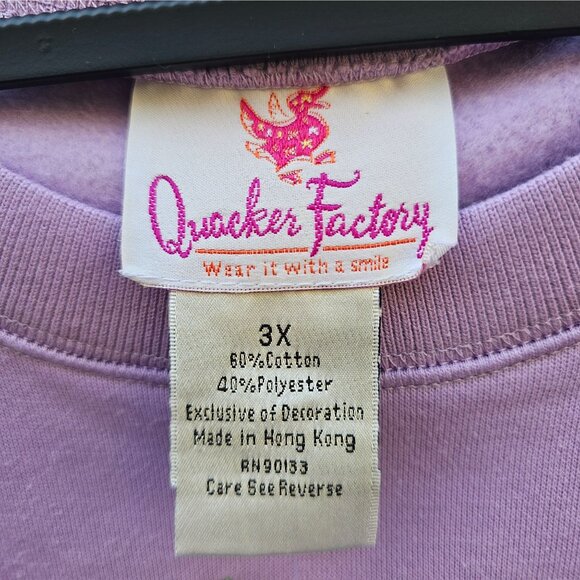 Quacker Factory
Wear it with a smile
3X
60%Cotton
40%Polyester
Exclusive of Decoration
Made in Hong Kong
RN90133
Care See Reverse